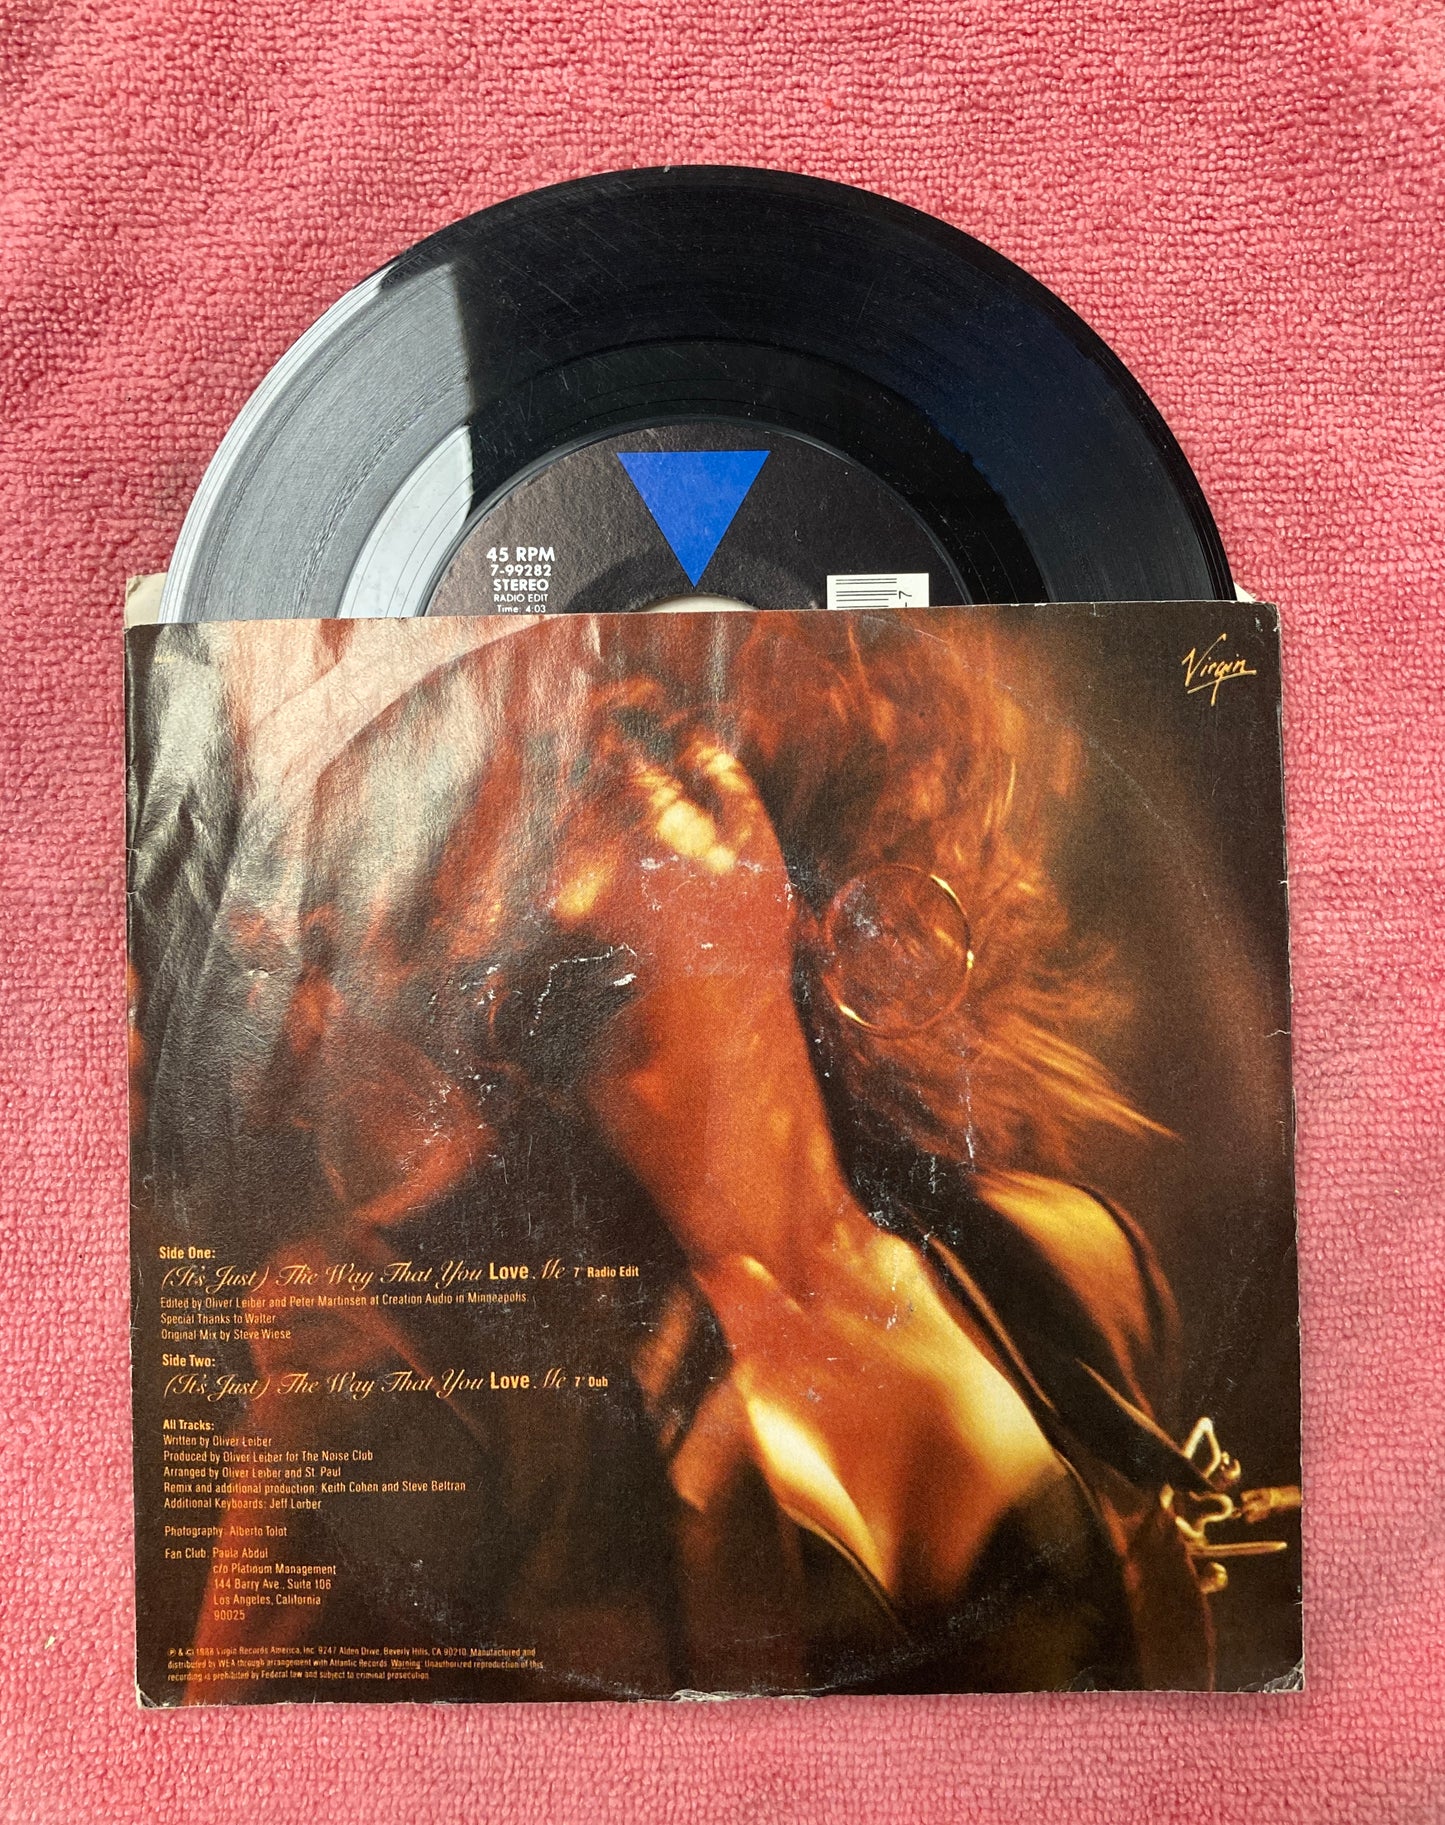 45 RPM
7-99282
STEREO
RADIO EDIT
Time: 4:03
Virgin
Side One:
(It's Just) The Way That You Love Me 7" Radio Edit
Edited by Oliver Leiber and Peter Martinsen at Creation Audio in Minneapolis.
Special Thanks to Walter
Original Mix by Steve Wiese
Side Two:
(It's Just) The Way That You Love Me 7" Dub
All Tracks:
Written by Oliver Leiber
Produced by Oliver Leiber for The Noise Club
Arranged by Oliver Leiber and St. Paul
Remix and additional production: Keith Cohen and Steve Beltran
Additional Keyboards: Jeff Lorber
Photography: Alberto Tolot
Fan Club: Paula Abdul
c/o Platinum Management
144 Barry Ave., Suite 106
Los Angeles, California
90025
℗ & © 1988 Virgin Records America, Inc. 9247 Alden Drive, Beverly Hills, CA 90210. Manufactured and
distributed by WEA through arrangement with Atlantic Records. Warning: Unauthorized reproduction of this
recording is prohibited by Federal law and subject to criminal prosecution.